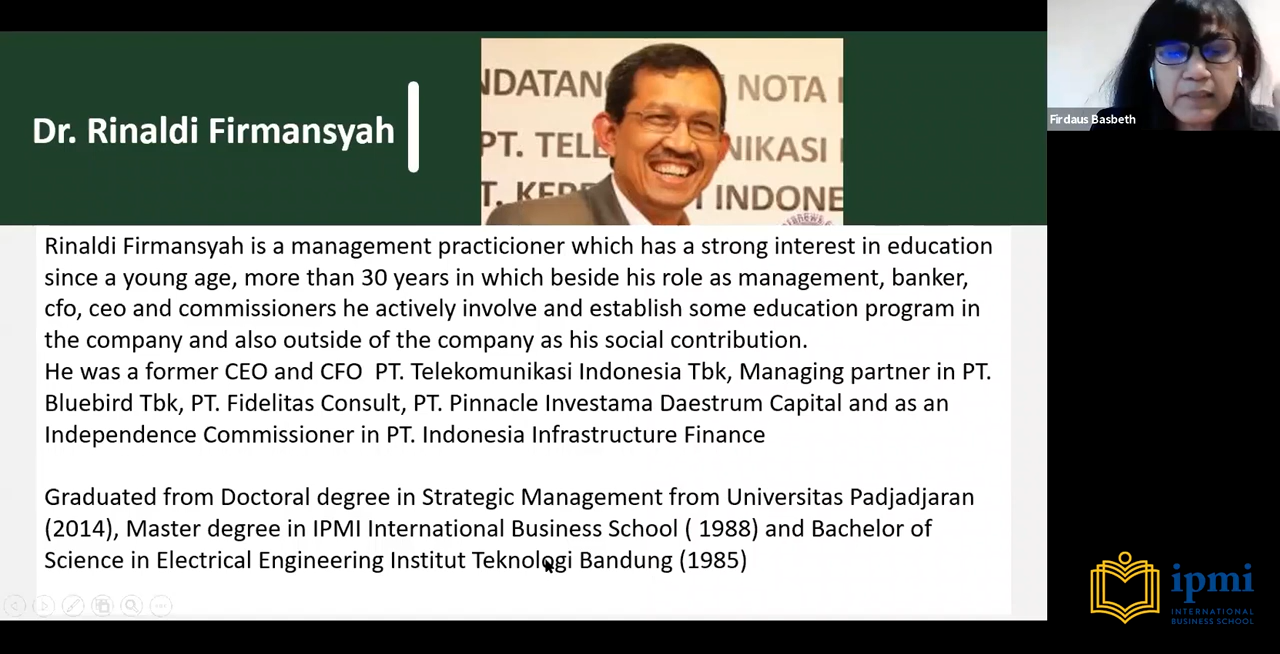 Dr. Rinaldi Firmansyah
NDATAN
NOTA
PT. TELE
NIKASI
INDONE
Firdaus Basbeth
Rinaldi Firmansyah is a management practicioner which has a strong interest in education
since a young age, more than 30 years in which beside his role as management, banker,
cfo, ceo and commissioners he actively involve and establish some education program in
the company and also outside of the company as his social contribution.
He was a former CEO and CFO  PT. Telekomunikasi Indonesia Tbk, Managing partner in PT.
Bluebird Tbk, PT. Fidelitas Consult, PT. Pinnacle Investama Daestrum Capital and as an
Independence Commissioner in PT. Indonesia Infrastructure Finance
Graduated from Doctoral degree in Strategic Management from Universitas Padjadjaran
(2014), Master degree in IPMI International Business School ( 1988) and Bachelor of
Science in Electrical Engineering Institut Teknologi Bandung (1985)
ipmi
INTERNATIONAL
BUSINESS SCHOOL